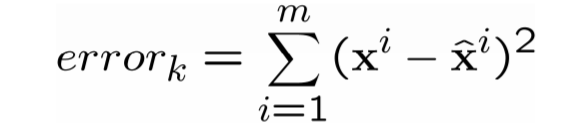 $error_k = \sum_{i=1}^{m} (\mathbf{x}^i - \hat{\mathbf{x}}^i)^2$